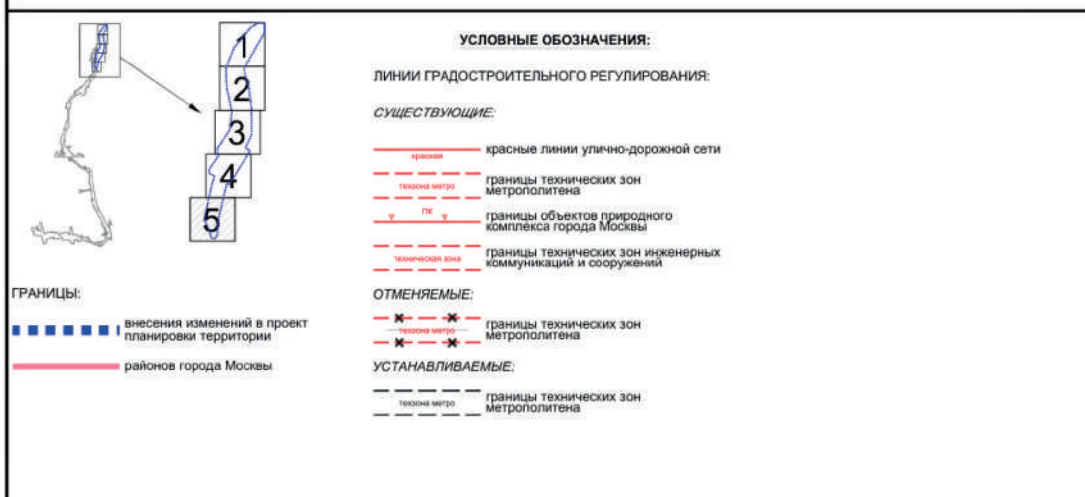 1
2
3
4
5
ГРАНИЦЫ:
внесения изменений в проект
планировки территории
районов города Москвы
УСЛОВНЫЕ ОБОЗНАЧЕНИЯ:
ЛИНИИ ГРАДОСТРОИТЕЛЬНОГО РЕГУЛИРОВАНИЯ:
СУЩЕСТВУЮЩИЕ:
красная
красные линии улично-дорожной сети
техзона метро
границы технических зон
метрополитена
ПК
границы объектов природного
комплекса города Москвы
техническая зона
границы технических зон инженерных
коммуникаций и сооружений
ОТМЕНЯЕМЫЕ:
техзона метро
границы технических зон
метрополитена
УСТАНАВЛИВАЕМЫЕ:
техзона метро
границы технических зон
метрополитена